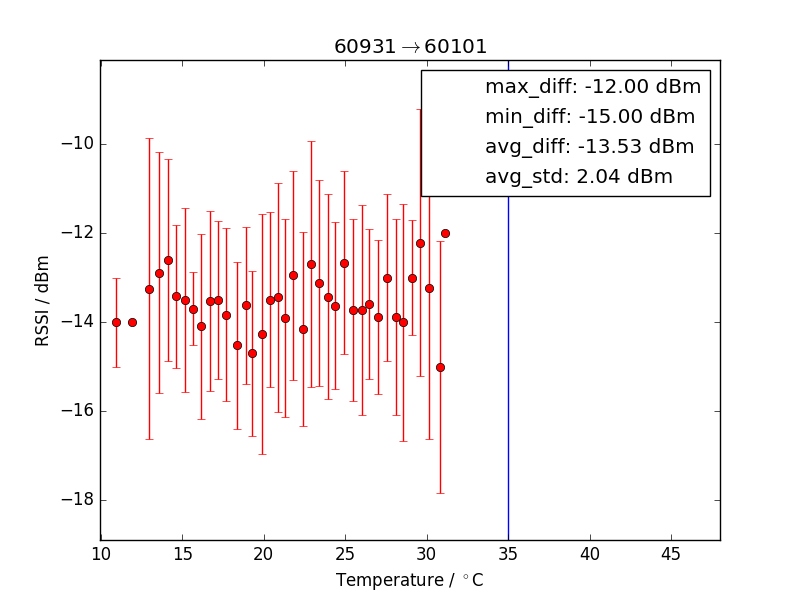 60931→60101
max_diff: -12.00 dBm
min_diff: -15.00 dBm
avg_diff: -13.53 dBm
avg_std: 2.04 dBm
RSSI / dBm
−10
−12
−14
−16
−18
10 15 20 25 30 35 40 45
Temperature / °C